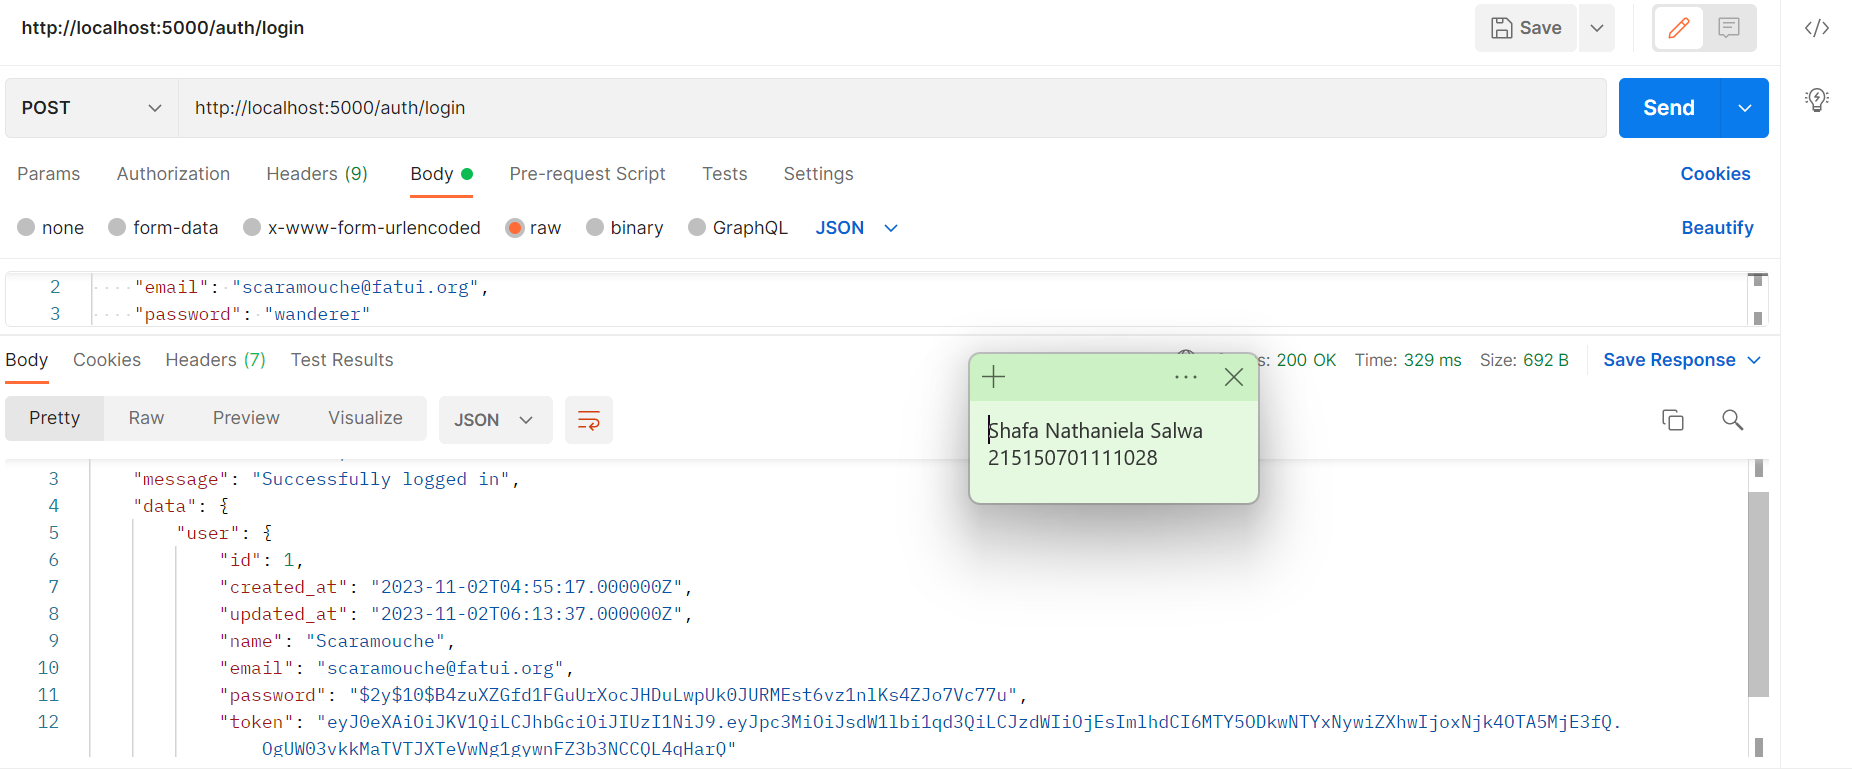 http://localhost:5000/auth/login
Save
POST
http://localhost:5000/auth/login
Send
Params Authorization Headers (9) Body Pre-request Script Tests Settings Cookies
none form-data x-www-form-urlencoded raw binary GraphQL JSON Beautify
2 "email": "scaramouche@fatui.org",
3 "password": "wanderer"
Body Cookies Headers (7) Test Results 200 OK Time: 329 ms Size: 692 B Save Response
Pretty Raw Preview Visualize JSON
Shafa Nathaniela Salwa
215150701111028
3 "message": "Successfully logged in",
4 "data": {
5 "user": {
6 "id": 1,
7 "created_at": "2023-11-02T04:55:17.000000Z",
8 "updated_at": "2023-11-02T06:13:37.000000Z",
9 "name": "Scaramouche",
10 "email": "scaramouche@fatui.org",
11 "password": "$2y$10$B4zuXZGfd1FGuUrXocJHDuLwpUk0JURMEst6vz1nlKs4ZJo7Vc77u",
12 "token": "eyJ0eXAiOiJKV1QiLCJhbGciOiJIUzI1NiJ9.eyJpc3MiOiJsdW1lbi1qd3QiLCJzdWIiOjEsImlhdCI6MTY5ODkwNTYxNywiZXhwIjoxNjk4OTA5MjE3fQ.
OgUW03vkkMaTVTJXTeVwNg1gywnFZ3b3NCCQL4qHarQ"